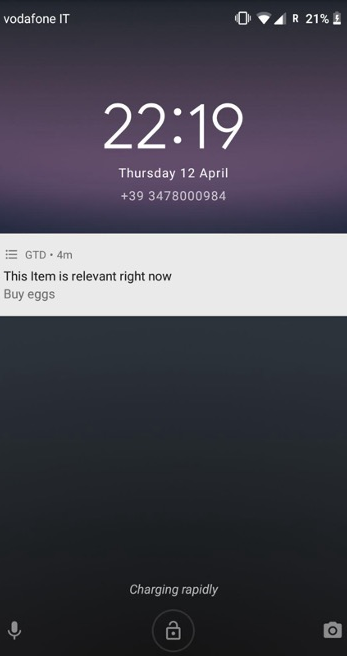 vodafone IT R 21%
22:19
Thursday 12 April
+39 3478000984
GTD • 4m
This Item is relevant right now
Buy eggs
Charging rapidly